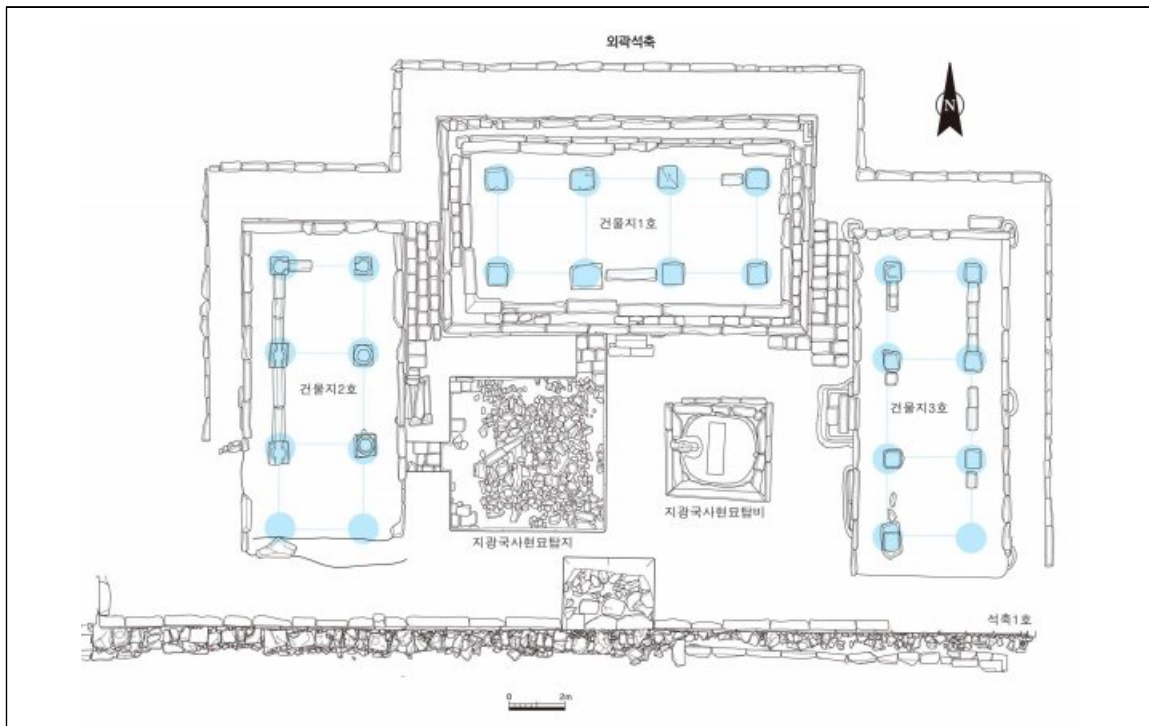 외곽석축
N
건물지1호
건물지2호
건물지3호
지광국사현묘탑비
지광국사현묘탑지
석축1호
0 2m